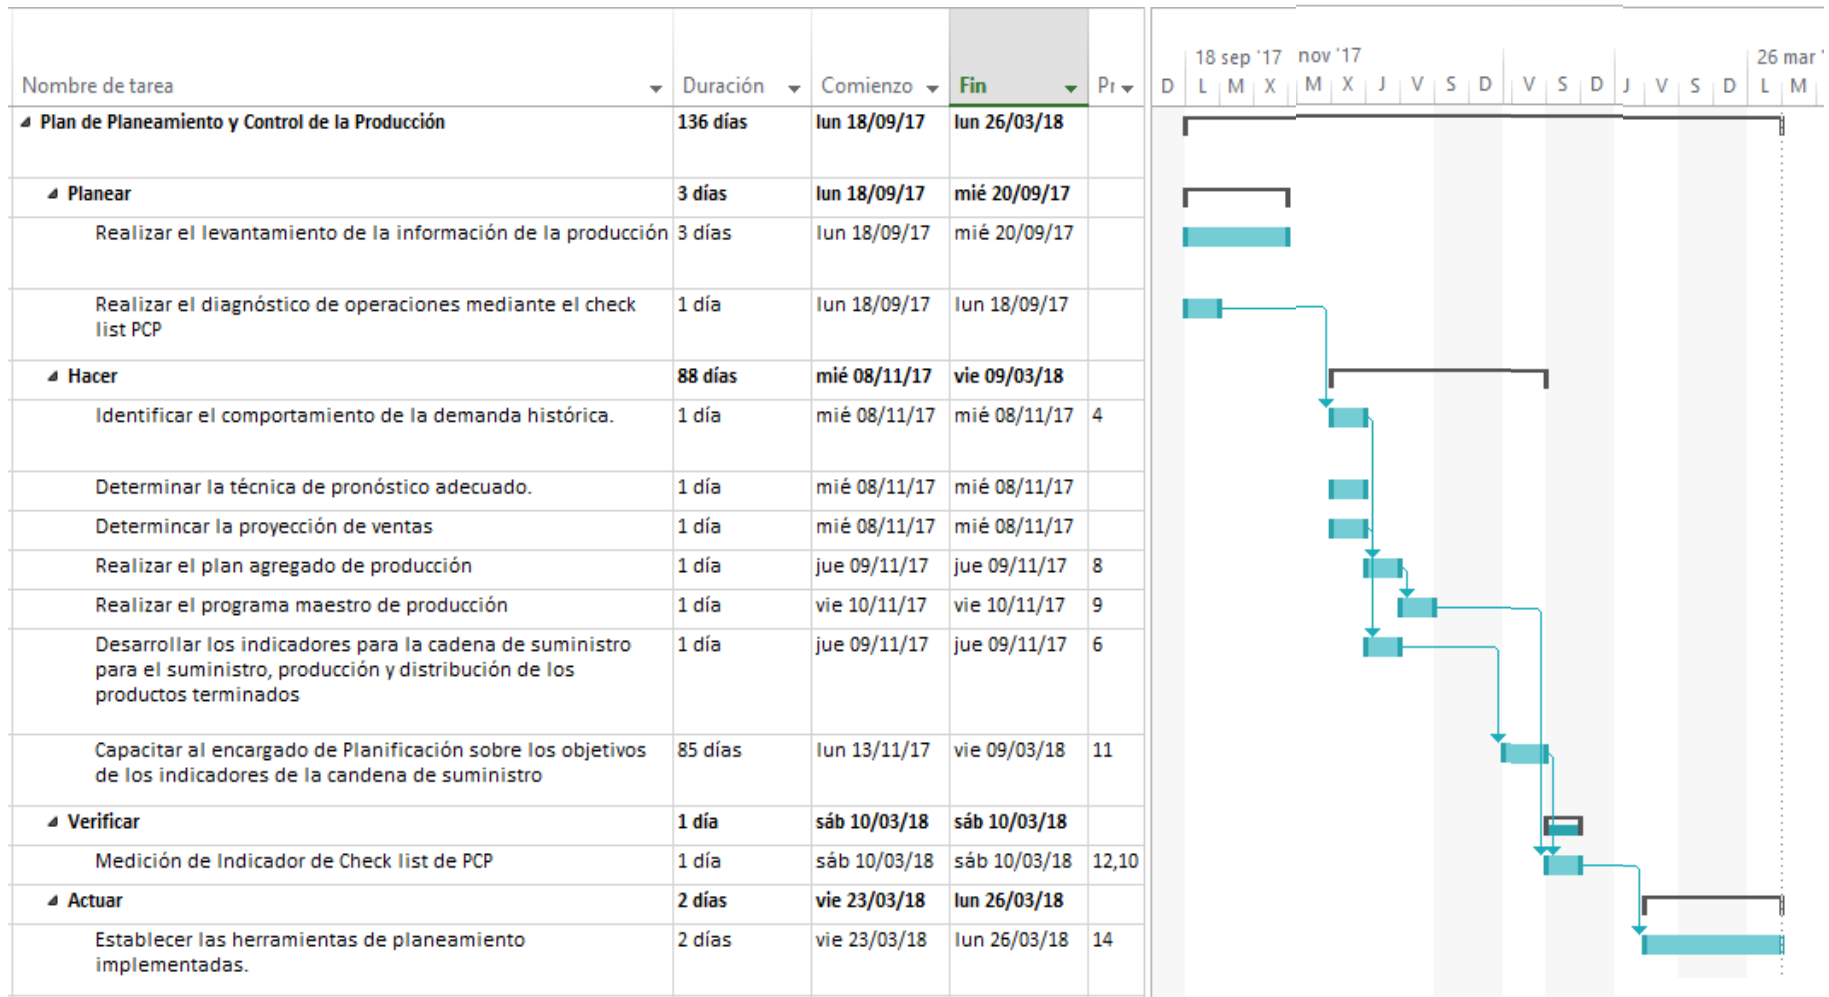 18 sep '17 nov '17 26 mar '
Nombre de tarea Duración Comienzo Fin Pr D L M X M X J V S D V S D J V S D L M
Plan de Planeamiento y Control de la Producción 136 días lun 18/09/17 lun 26/03/18
Planear 3 días lun 18/09/17 mié 20/09/17
Realizar el levantamiento de la información de la producción 3 días lun 18/09/17 mié 20/09/17
Realizar el diagnóstico de operaciones mediante el check 1 día lun 18/09/17 lun 18/09/17
list PCP
Hacer 88 días mié 08/11/17 vie 09/03/18
Identificar el comportamiento de la demanda histórica. 1 día mié 08/11/17 mié 08/11/17 4
Determinar la técnica de pronóstico adecuado. 1 día mié 08/11/17 mié 08/11/17
Determincar la proyección de ventas 1 día mié 08/11/17 mié 08/11/17
Realizar el plan agregado de producción 1 día jue 09/11/17 jue 09/11/17 8
Realizar el programa maestro de producción 1 día vie 10/11/17 vie 10/11/17 9
Desarrollar los indicadores para la cadena de suministro 1 día jue 09/11/17 jue 09/11/17 6
para el suministro, producción y distribución de los
productos terminados
Capacitar al encargado de Planificación sobre los objetivos 85 días lun 13/11/17 vie 09/03/18 11
de los indicadores de la candena de suministro
Verificar 1 día sáb 10/03/18 sáb 10/03/18
Medición de Indicador de Check list de PCP 1 día sáb 10/03/18 sáb 10/03/18 12,10
Actuar 2 días vie 23/03/18 lun 26/03/18
Establecer las herramientas de planeamiento 2 días vie 23/03/18 lun 26/03/18 14
implementadas.